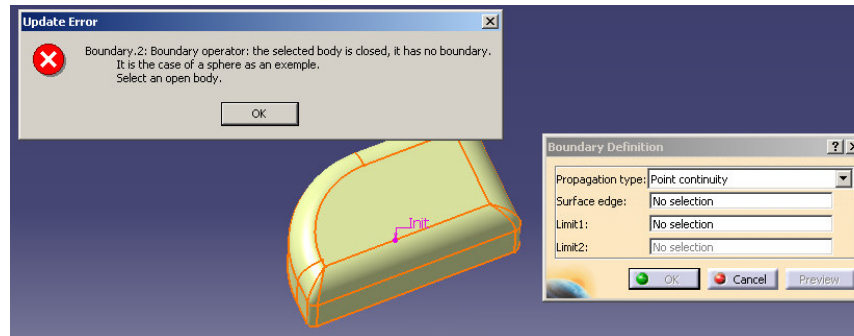 Update Error
Boundary.2: Boundary operator: the selected body is closed, it has no boundary.
It is the case of a sphere as an exemple.
Select an open body.
OK
Init
Boundary Definition
Propagation type: Point continuity
Surface edge: No selection
Limit1: No selection
Limit2: No selection
OK Cancel Preview